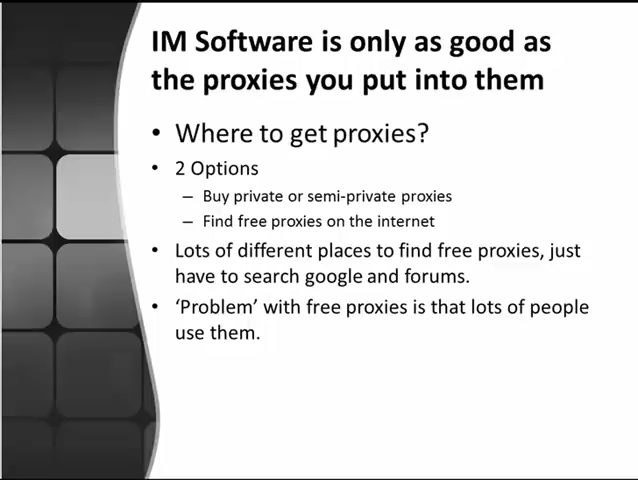 IM Software is only as good as
the proxies you put into them
• Where to get proxies?
• 2 Options
– Buy private or semi-private proxies
– Find free proxies on the internet
• Lots of different places to find free proxies, just
have to search google and forums.
• ‘Problem’ with free proxies is that lots of people
use them.